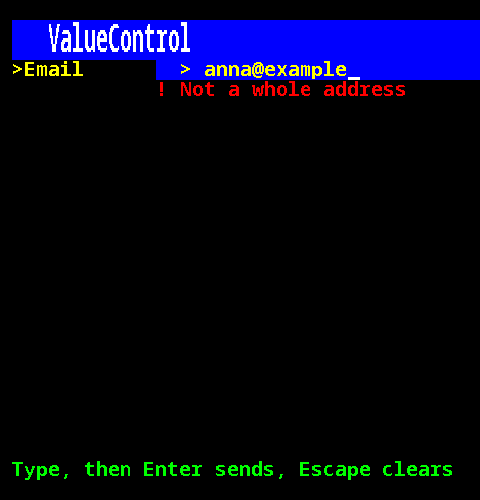 ValueControl
>Email > anna@example_
! Not a whole address
Type, then Enter sends, Escape clears